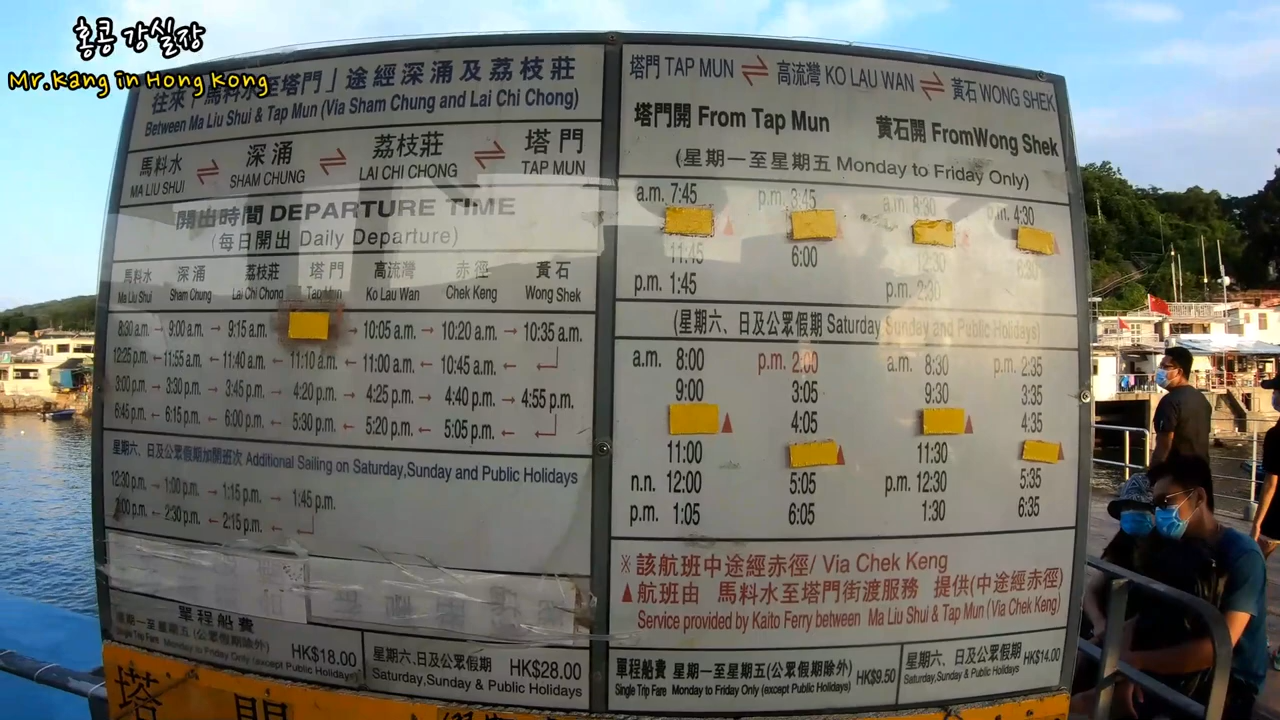 홍콩 강실장
Mr.Kang in Hong Kong
往來「馬料水至塔門」途經深涌及荔枝莊
Between Ma Liu Shui & Tap Mun (Via Sham Chung and Lai Chi Chong)
馬料水 ⇌ 深涌 ⇌ 荔枝莊 ⇌ 塔門
MA LIU SHUI SHAM CHUNG LAI CHI CHONG TAP MUN
開出時間 DEPARTURE TIME
(每日開出 Daily Departure)
馬料水 深涌 荔枝莊 塔門 高流灣 赤徑 黃石
Ma Liu Shui Sham Chung Lai Chi Chong Tap Mun Ko Lau Wan Chek Keng Wong Shek
8:30 a.m. → 9:00 a.m. → 9:15 a.m. → → 10:05 a.m. → 10:20 a.m. → 10:35 a.m.
12:25 p.m. ← 11:55 a.m. ← 11:40 a.m. ← 11:10 a.m. ← 11:00 a.m. ← 10:45 a.m. ←
3:00 p.m. → 3:30 p.m. → 3:45 p.m. → 4:20 p.m. → 4:25 p.m. → 4:40 p.m. → 4:55 p.m.
6:45 p.m. ← 6:15 p.m. ← 6:00 p.m. ← 5:30 p.m. ← 5:20 p.m. ← 5:05 p.m. ←
星期六、日及公眾假期加開班次 Additional Sailing on Saturday,Sunday and Public Holidays
12:30 p.m. → 1:00 p.m. → 1:15 p.m. → 1:45 p.m.
3:00 p.m. ← 2:30 p.m. ← 2:15 p.m. ←
單程船費
星期一至星期五 (公眾假期除外) HK$18.00
Single Trip Fare Monday to Friday Only (except Public Holidays)
星期六、日及公眾假期 HK$28.00
Saturday,Sunday & Public Holidays
塔門 TAP MUN ⇌ 高流灣 KO LAU WAN ⇌ 黃石 WONG SHEK
塔門開 From Tap Mun 黃石開 FromWong Shek
(星期一至星期五 Monday to Friday Only)
a.m. 7:45 p.m. 3:45 a.m. 8:30 p.m. 4:30
11:45 6:00 12:30 6:30
p.m. 1:45 p.m. 2:30
(星期六、日及公眾假期 Saturday,Sunday and Public Holidays)
a.m. 8:00 p.m. 2:00 a.m. 8:30 p.m. 2:35
9:00 3:05 9:30 3:35
▲ 4:05 ▲ 4:35
11:00 ▲ 11:30 ▲
n.n. 12:00 5:05 p.m. 12:30 5:35
p.m. 1:05 6:05 1:30 6:35
※該航班中途經赤徑/ Via Chek Keng
▲航班由 馬料水至塔門街渡服務 提供(中途經赤徑)
Service provided by Kaito Ferry between Ma Liu Shui & Tap Mun (Via Chek Keng)
單程船費 星期一至星期五(公眾假期除外) HK$9.50
Single Trip Fare Monday to Friday Only (except Public Holidays)
星期六、日及公眾假期 HK$14.00
Saturday,Sunday & Public Holidays
塔 門